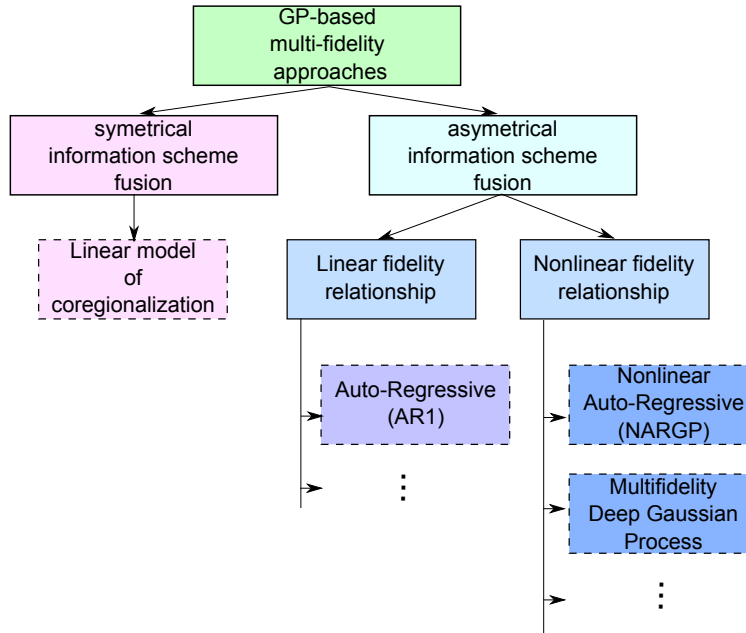 GP-based
multi-fidelity
approaches
symetrical
information scheme
fusion
asymetrical
information scheme
fusion
Linear model
of
coregionalization
Linear fidelity
relationship
Nonlinear fidelity
relationship
Auto-Regressive
(AR1)
Nonlinear
Auto-Regressive
(NARGP)
Multifidelity
Deep Gaussian
Process